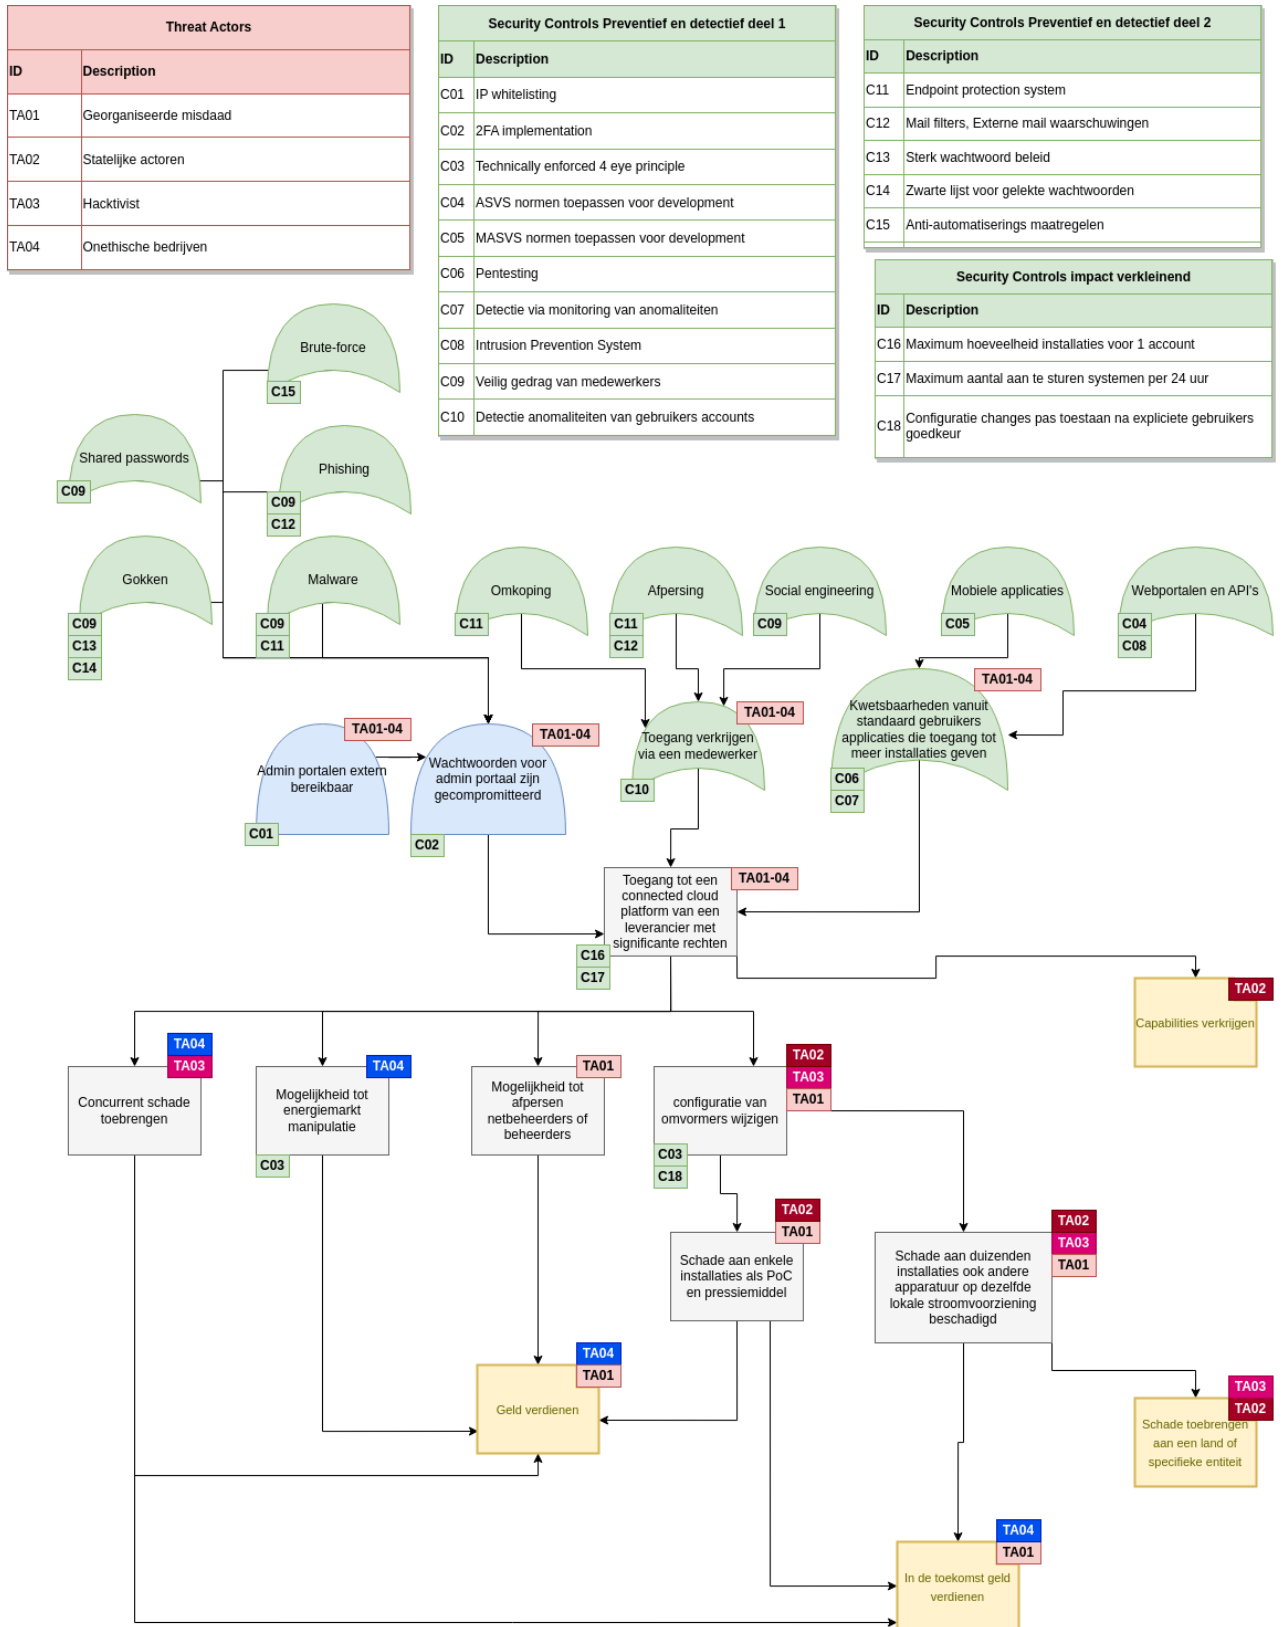 Threat Actors
ID Description
TA01 Georganiseerde misdaad
TA02 Statelijke actoren
TA03 Hacktivist
TA04 Onethische bedrijven
Security Controls Preventief en detectief deel 1
ID Description
C01 IP whitelisting
C02 2FA implementation
C03 Technically enforced 4 eye principle
C04 ASVS normen toepassen voor development
C05 MASVS normen toepassen voor development
C06 Pentesting
C07 Detectie via monitoring van anomaliteiten
C08 Intrusion Prevention System
C09 Veilig gedrag van medewerkers
C10 Detectie anomaliteiten van gebruikers accounts
Security Controls Preventief en detectief deel 2
ID Description
C11 Endpoint protection system
C12 Mail filters, Externe mail waarschuwingen
C13 Sterk wachtwoord beleid
C14 Zwarte lijst voor gelekte wachtwoorden
C15 Anti-automatiserings maatregelen
Security Controls impact verkleinend
ID Description
C16 Maximum hoeveelheid installaties voor 1 account
C17 Maximum aantal aan te sturen systemen per 24 uur
C18 Configuratie changes pas toestaan na expliciete gebruikers
goedkeur
Brute-force
C15
Shared passwords
C09
Phishing
C09
C12
Gokken
C09
C13
C14
Malware
C09
C11
Omkoping
C11
Afpersing
C11
C12
Social engineering
C09
Mobiele applicaties
C05
Webportalen en API's
C04
C08
TA01-04
Admin portalen extern
bereikbaar
C01
TA01-04
Wachtwoorden voor
admin portaal zijn
gecompromitteerd
C02
TA01-04
Toegang verkrijgen
via een medewerker
C10
TA01-04
Kwetsbaarheden vanuit
standaard gebruikers
applicaties die toegang tot
meer installaties geven
C06
C07
TA01-04
Toegang tot een
connected cloud
platform van een
leverancier met
significante rechten
C16
C17
TA02
Capabilities verkrijgen
TA04
TA03
Concurrent schade
toebrengen
TA04
Mogelijkheid tot
energiemarkt
manipulatie
C03
TA01
Mogelijkheid tot
afpersen
netbeheerders of
beheerders
TA02
TA03
TA01
configuratie van
omvormers wijzigen
C03
C18
TA02
TA01
Schade aan enkele
installaties als PoC
en pressiemiddel
TA02
TA03
TA01
Schade aan duizenden
installaties ook andere
apparatuur op dezelfde
lokale stroomvoorziening
beschadigd
TA04
TA01
Geld verdienen
TA03
TA02
Schade toebrengen
aan een land of
specifieke entiteit
TA04
TA01
In de toekomst geld
verdienen